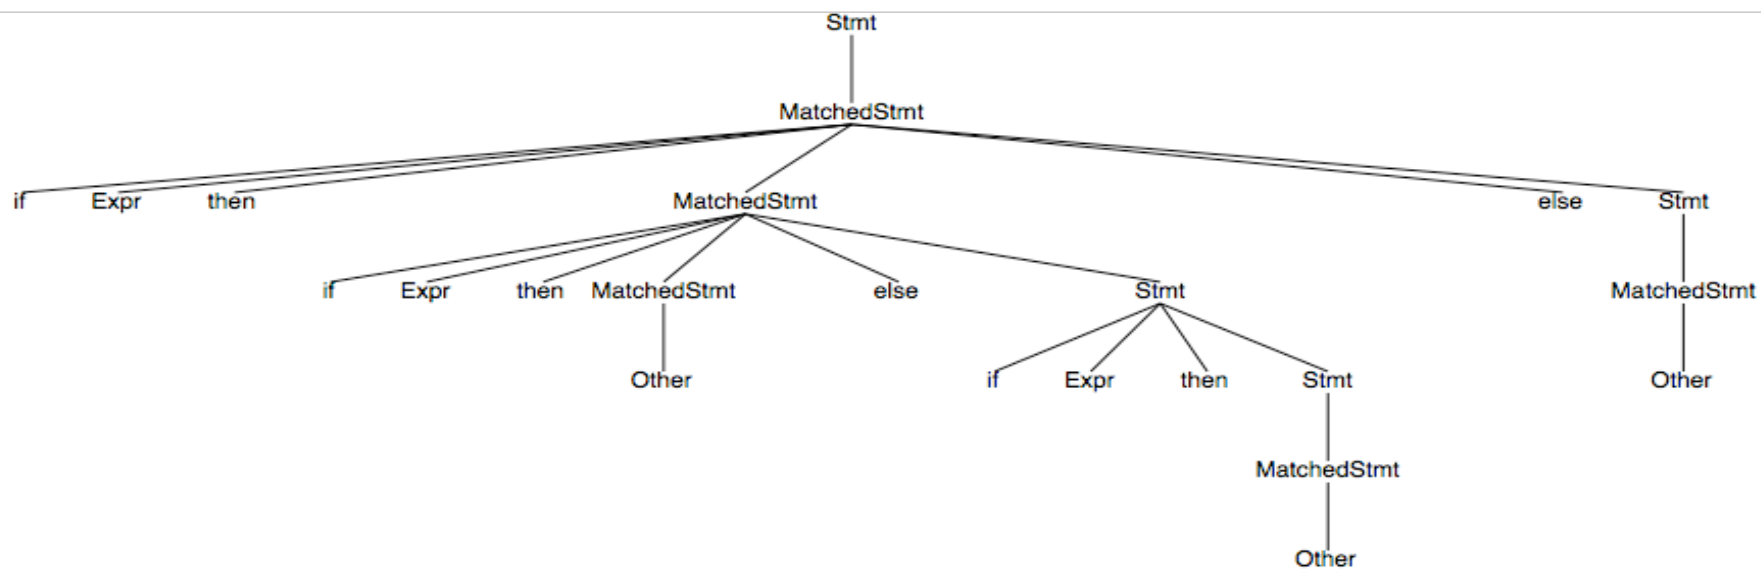 Stmt
MatchedStmt
if Expr then MatchedStmt else Stmt
if Expr then MatchedStmt else Stmt MatchedStmt
Other if Expr then Stmt Other
MatchedStmt
Other